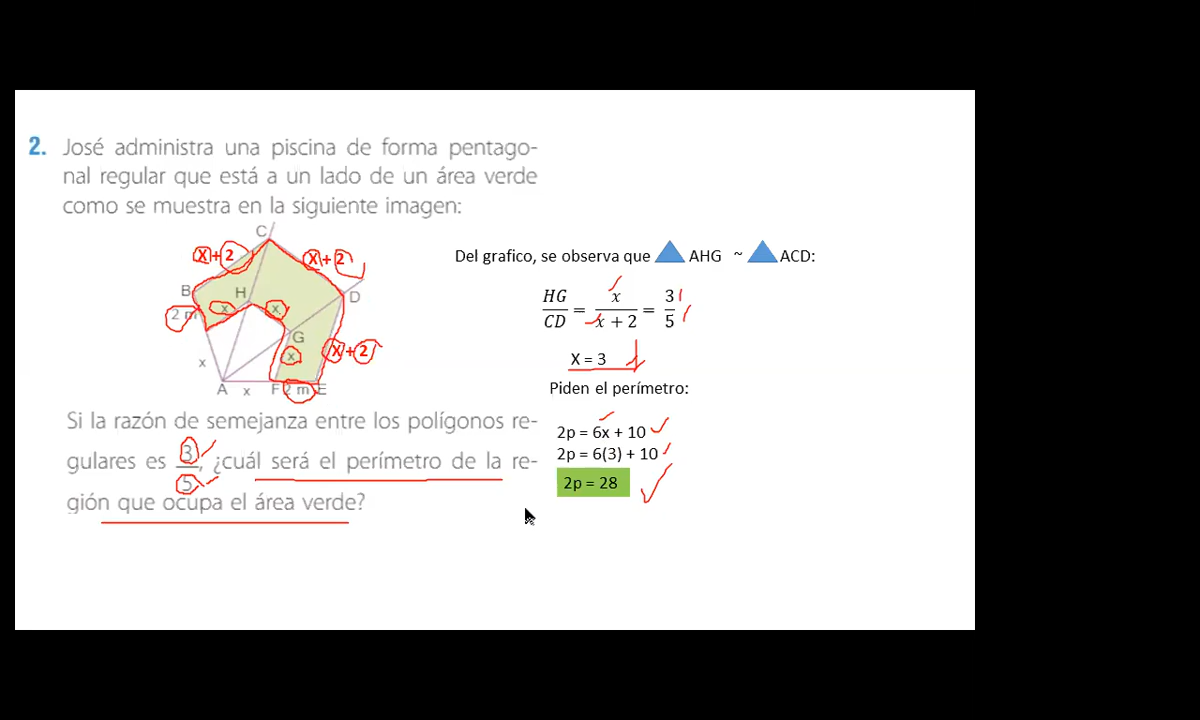 2. José administra una piscina de forma pentago-
nal regular que está a un lado de un área verde
como se muestra en la siguiente imagen:
C
X+2
X+2
B
H
D
2 m
x
x
G
x
x
X+2
A
x
F
2 m
E
Si la razón de semejanza entre los polígonos re-
gulares es 3/5, ¿cuál será el perímetro de la re-
gión que ocupa el área verde?
Del grafico, se observa que AHG ~ ACD:
HG/CD = x/x + 2 = 3/5
X = 3
Piden el perímetro:
2p = 6x + 10
2p = 6(3) + 10
2p = 28